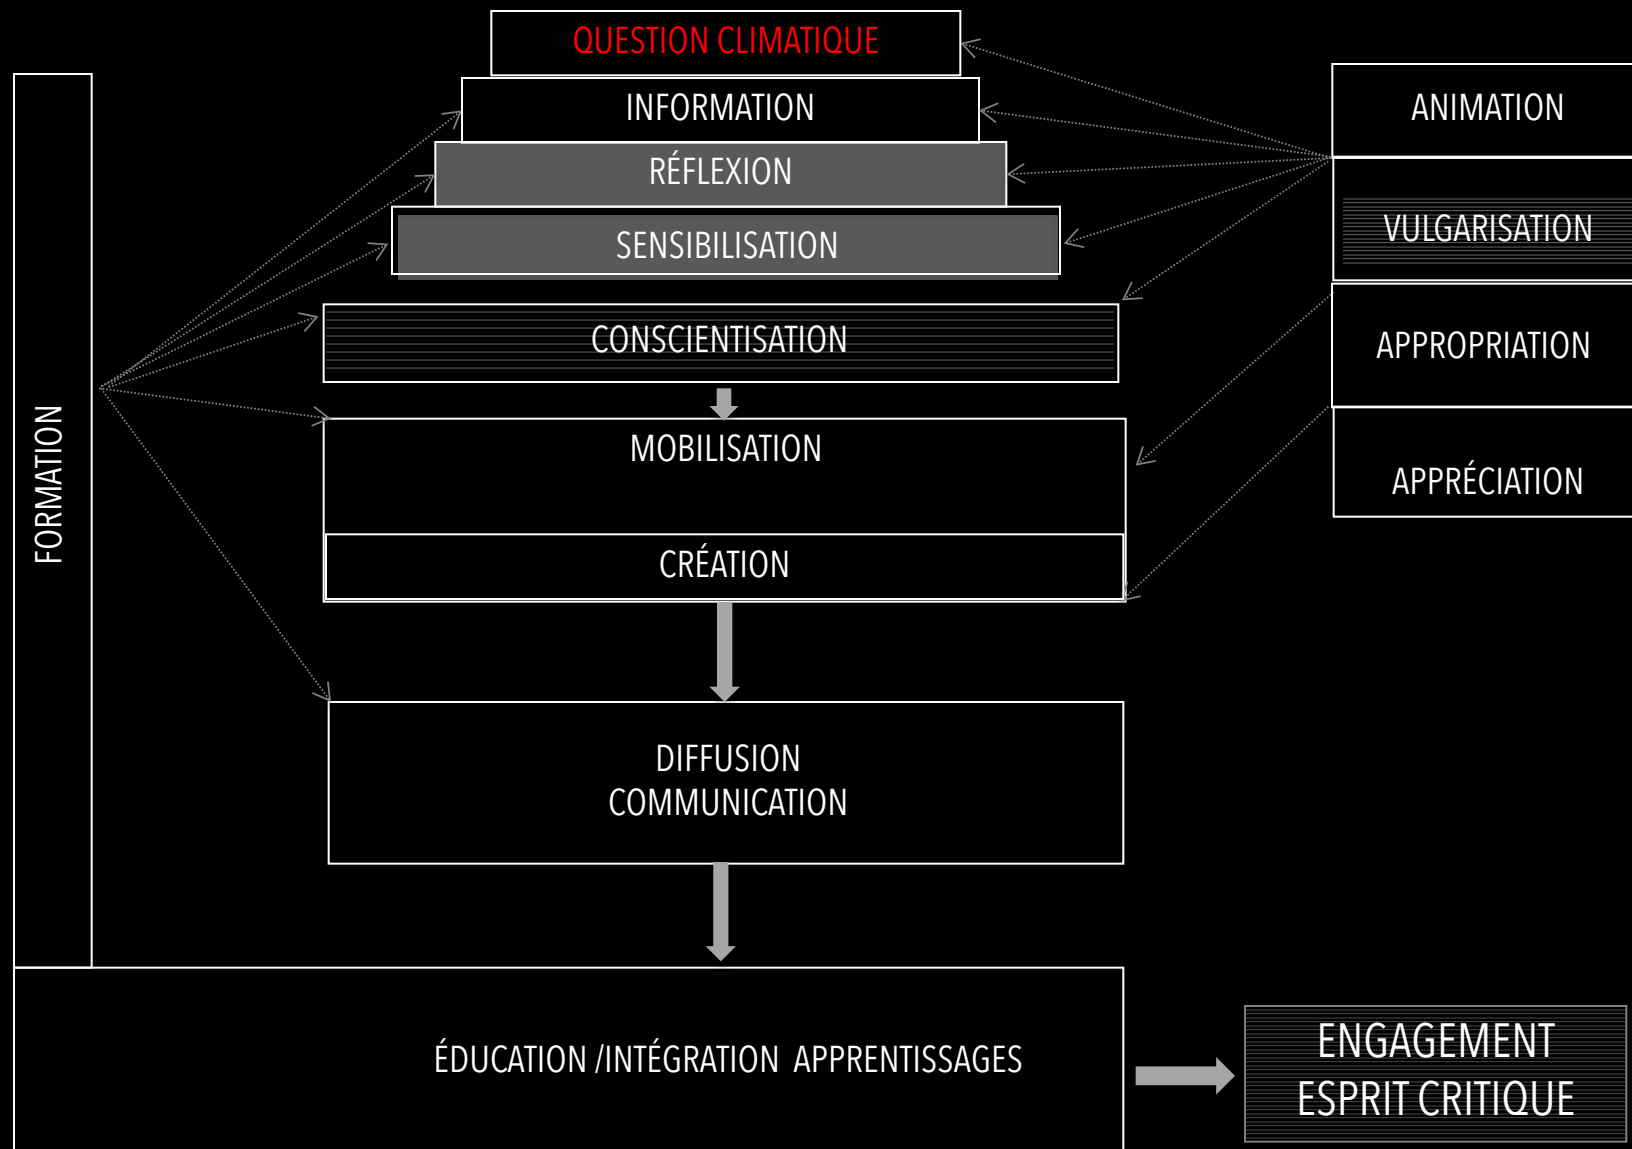 QUESTION CLIMATIQUE
INFORMATION
RÉFLEXION
SENSIBILISATION
CONSCIENTISATION
MOBILISATION
CRÉATION
DIFFUSION
COMMUNICATION
ÉDUCATION /INTÉGRATION APPRENTISSAGES
FORMATION
ANIMATION
VULGARISATION
APPROPRIATION
APPRÉCIATION
ENGAGEMENT
ESPRIT CRITIQUE